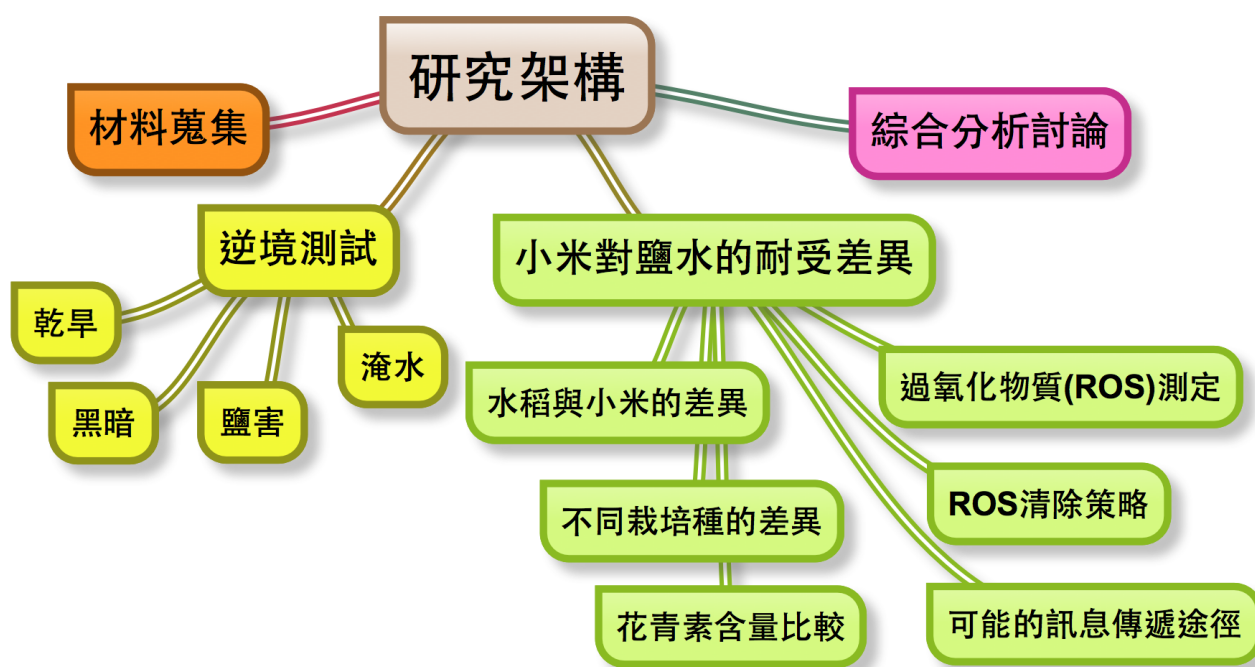 研究架構
材料蒐集
綜合分析討論
逆境測試
乾旱
黑暗
鹽害
淹水
小米對鹽水的耐受差異
水稻與小米的差異
不同栽培種的差異
花青素含量比較
過氧化物質(ROS)測定
ROS清除策略
可能的訊息傳遞途徑